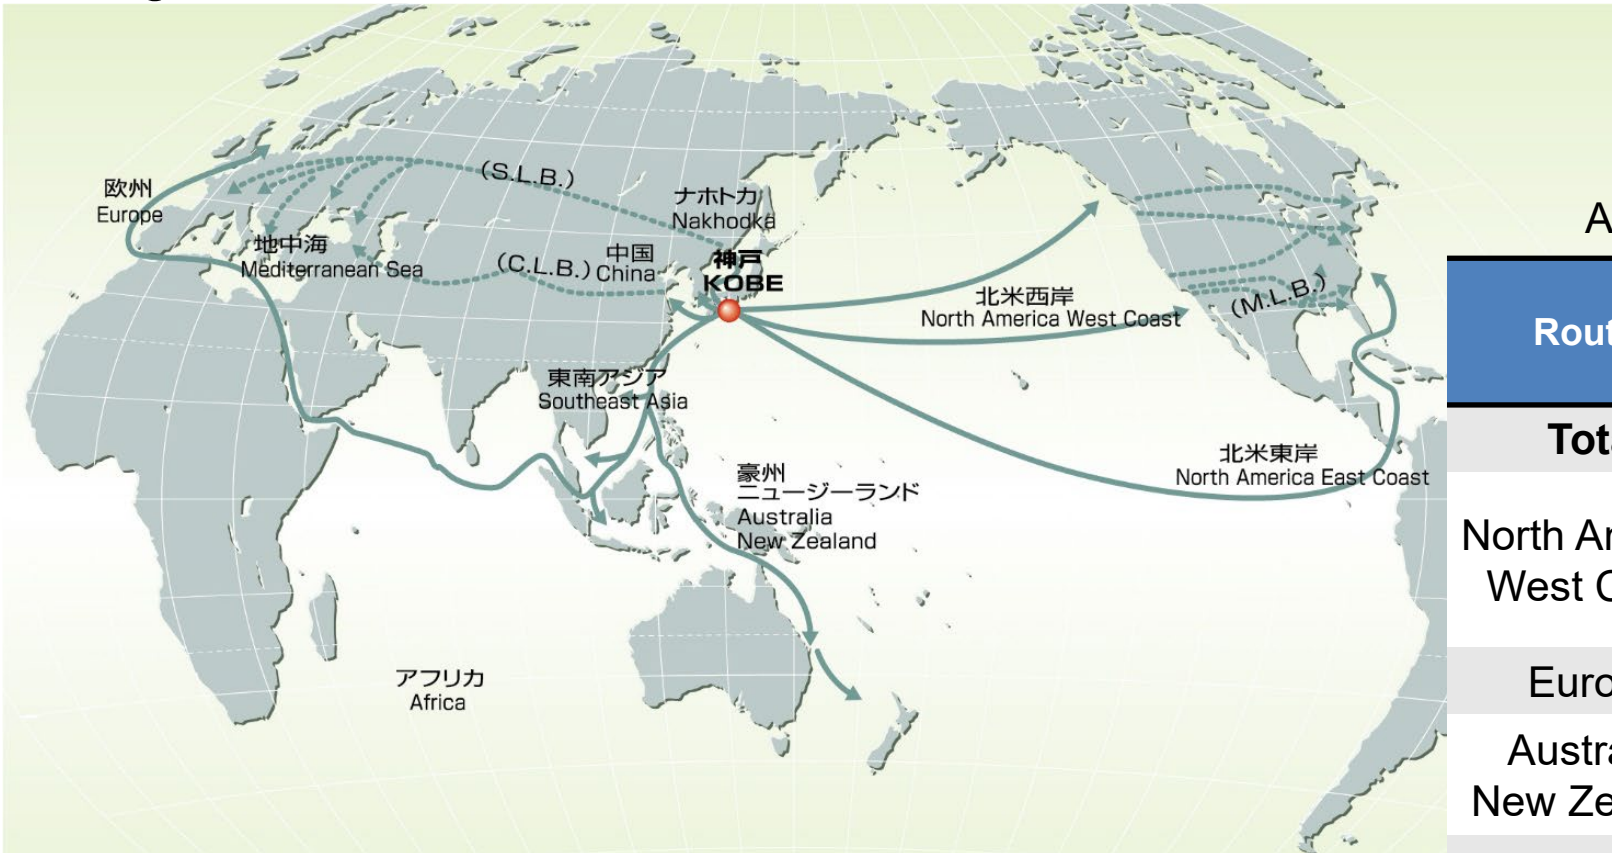 欧州
Europe
地中海
Mediterranean Sea
(S.L.B.)
(C.L.B.)
ナホトカ
Nakhodka
中国
China
神戸
KOBE
東南アジア
Southeast Asia
北米西岸
North America West Coast
(M.L.B.)
北米東岸
North America East Coast
豪州
ニュージーランド
Australia
New Zealand
アフリカ
Africa
A
Rout
Tot
North A
West
Euro
Austra
New Ze